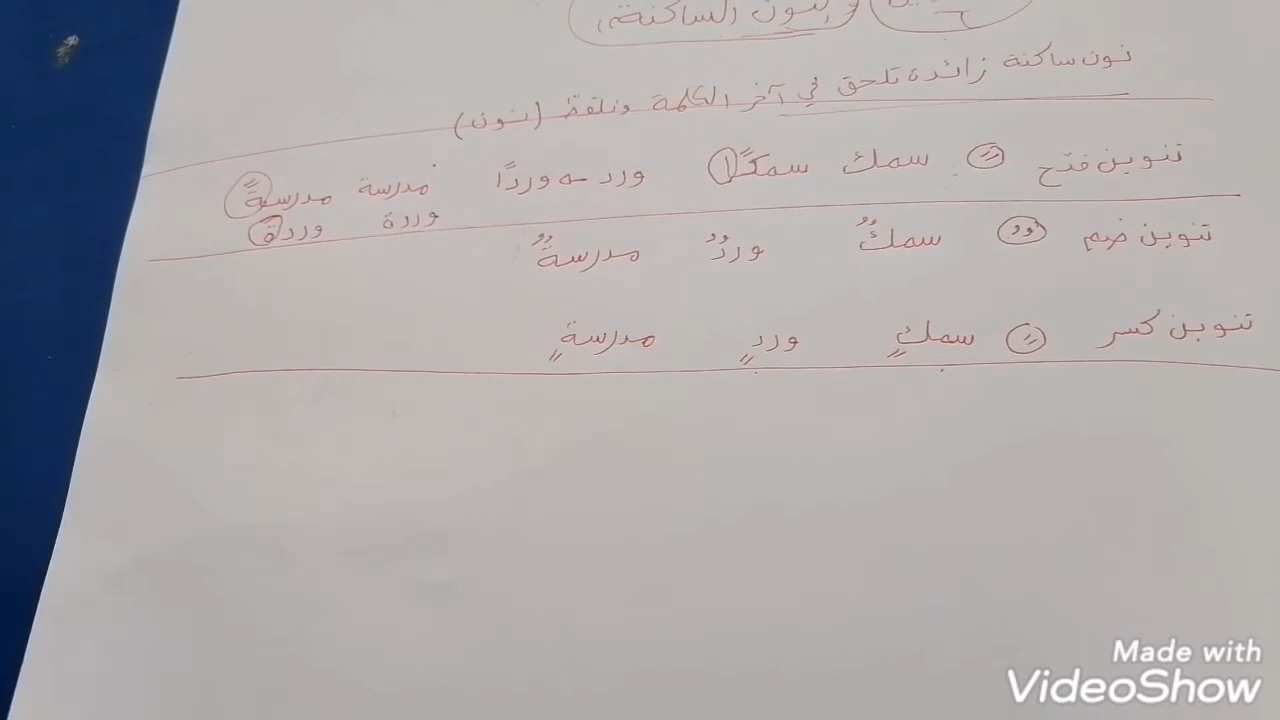 و النون الساكنة
نون ساكنة زائدة تلحق في آخر الكلمة ونلفظ (نون)
تنوين فتح ـً سمك سمكًا ورد ← وردًا مدرسة مدرسةً
وردة وردةً
تنوين ضم ـٌ سمكٌ وردٌ مدرسةٌ
تنوين كسر ـٍ سمكٍ وردٍ مدرسةٍ
Made with
VideoShow